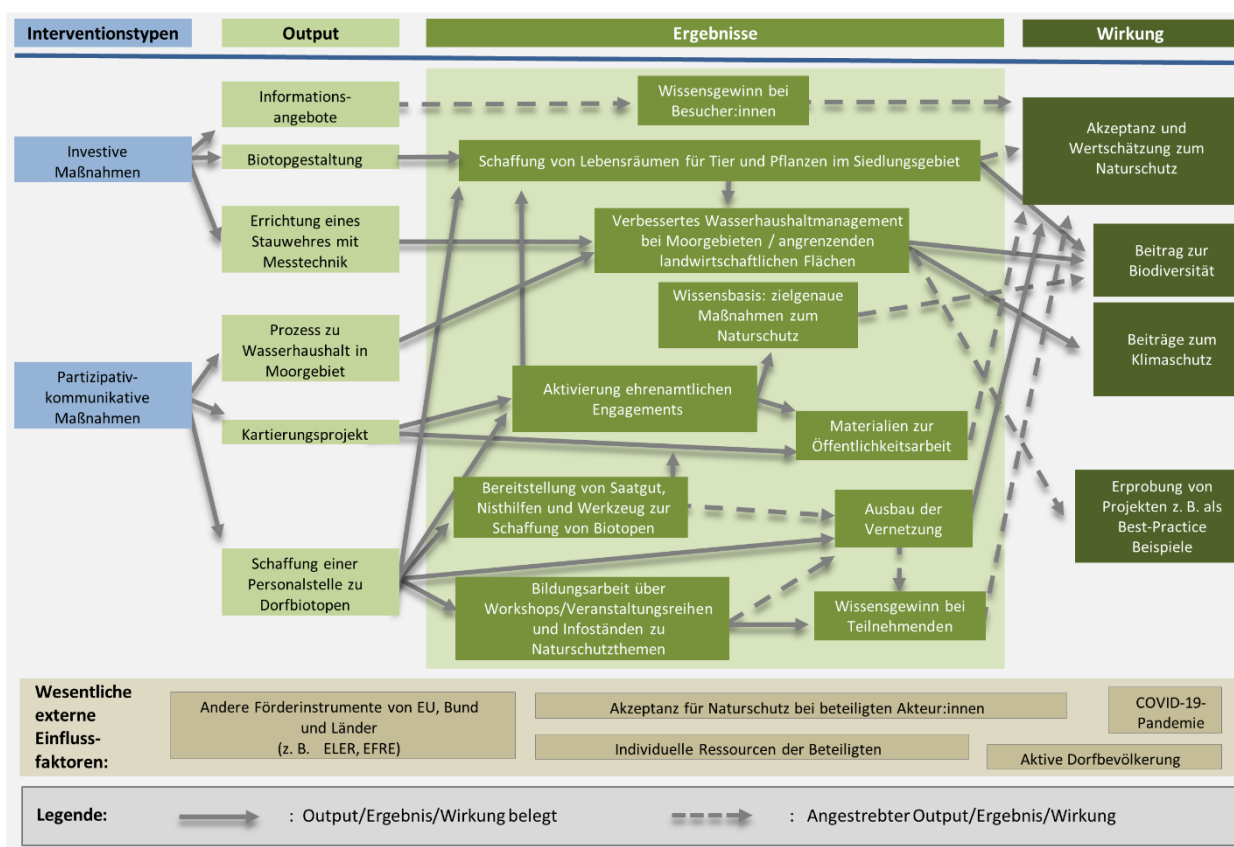 Interventionstypen
Output
Ergebnisse
Wirkung
Informations-
angebote
Wissensgewinn bei
Besucher:innen
Akzeptanz und
Wertschätzung zum
Naturschutz
Investive
Maßnahmen
Biotopgestaltung
Schaffung von Lebensräumen für Tier und Pflanzen im Siedlungsgebiet
Errichtung eines
Stauwehres mit
Messtechnik
Verbessertes Wasserhaushaltmanagement
bei Moorgebieten / angrenzenden
landwirtschaftlichen Flächen
Beitrag zur
Biodiversität
Wissensbasis: zielgenaue
Maßnahmen zum
Naturschutz
Prozess zu
Wasserhaushalt in
Moorgebiet
Beiträge zum
Klimaschutz
Partizipativ-
kommunikative
Maßnahmen
Aktivierung ehrenamtlichen
Engagements
Kartierungsprojekt
Materialien zur
Öffentlichkeitsarbeit
Bereitstellung von Saatgut,
Nisthilfen und Werkzeug zur
Schaffung von Biotopen
Ausbau der
Vernetzung
Erprobung von
Projekten z. B. als
Best-Practice
Beispiele
Schaffung einer
Personalstelle zu
Dorfbiotopen
Bildungsarbeit über
Workshops/Veranstaltungsreihen
und Infoständen zu
Naturschutzthemen
Wissensgewinn bei
Teilnehmenden
Wesentliche
externe
Einfluss-
faktoren:
Andere Förderinstrumente von EU, Bund
und Länder
(z. B. ELER, EFRE)
Akzeptanz für Naturschutz bei beteiligten Akteur:innen
COVID-19-
Pandemie
Individuelle Ressourcen der Beteiligten
Aktive Dorfbevölkerung
Legende:
: Output/Ergebnis/Wirkung belegt
: Angestrebter Output/Ergebnis/Wirkung